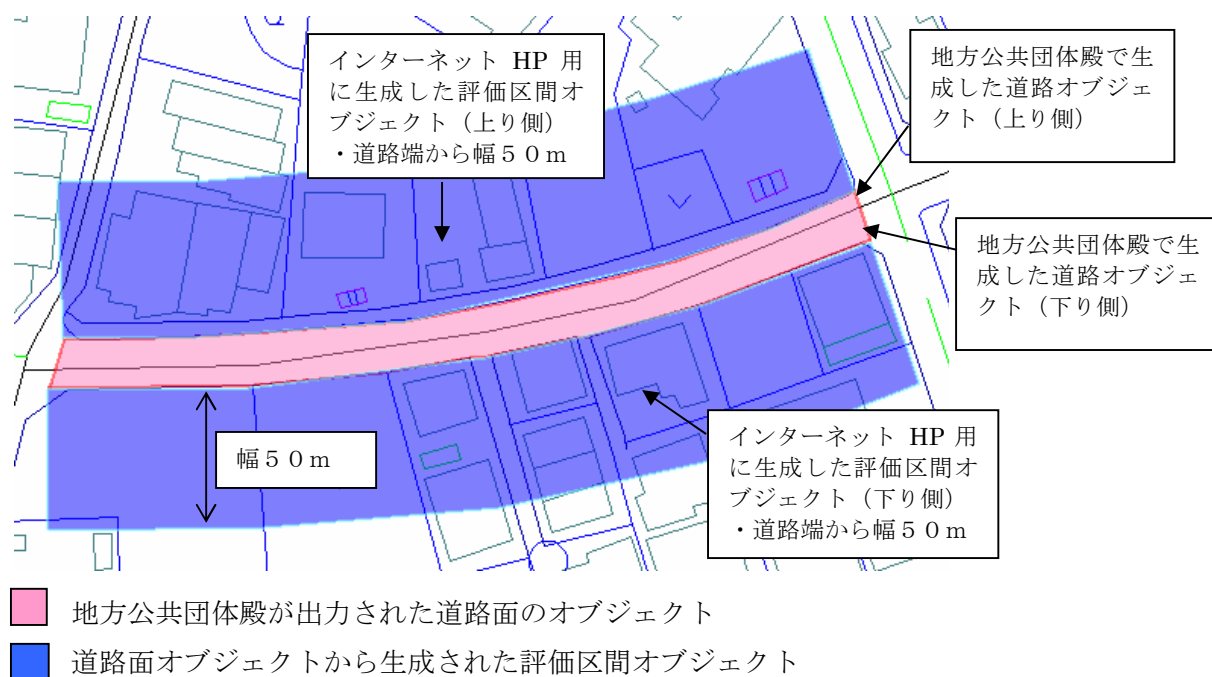 インターネット HP 用
に生成した評価区間オ
ブジェクト（上り側）
・道路端から幅５０ｍ
地方公共団体殿で生
成した道路オブジェ
クト（上り側）
地方公共団体殿で生
成した道路オブジェ
クト（下り側）
幅５０ｍ
インターネット HP 用
に生成した評価区間オ
ブジェクト（下り側）
・道路端から幅５０ｍ
地方公共団体殿が出力された道路面のオブジェクト
道路面オブジェクトから生成された評価区間オブジェクト